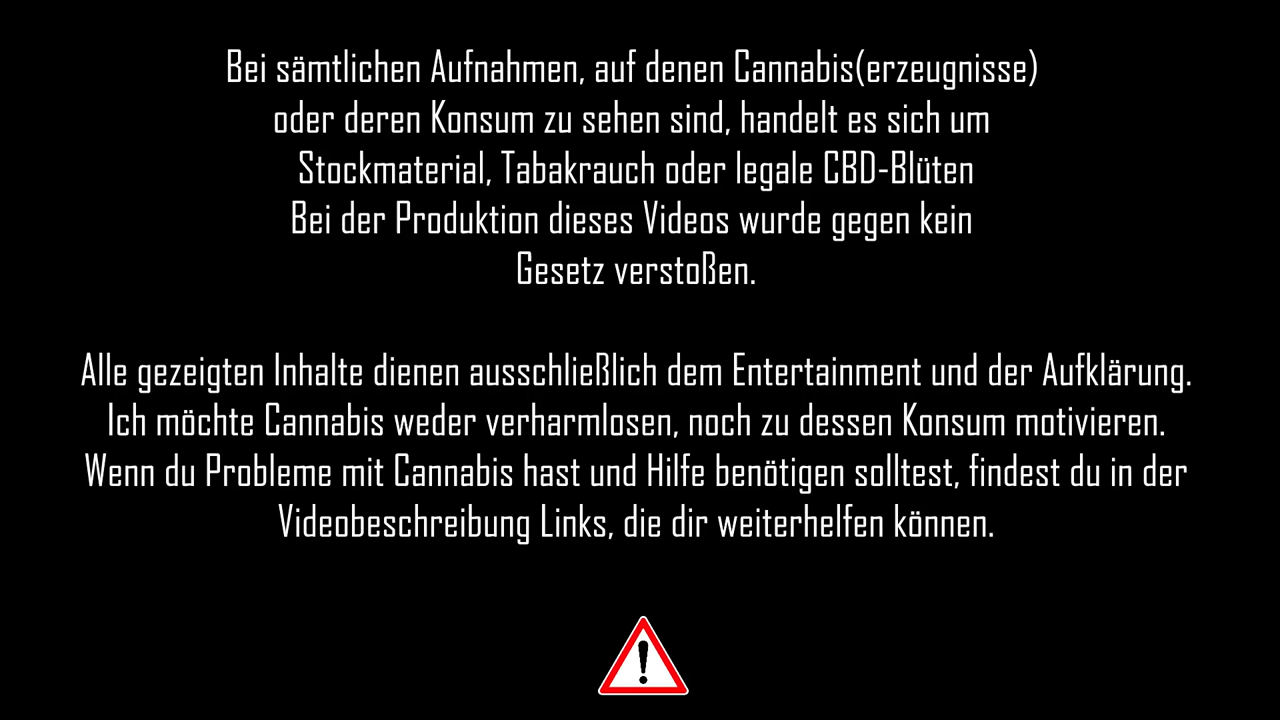 Bei sämtlichen Aufnahmen, auf denen Cannabis(erzeugnisse)
oder deren Konsum zu sehen sind, handelt es sich um
Stockmaterial, Tabakrauch oder legale CBD-Blüten
Bei der Produktion dieses Videos wurde gegen kein
Gesetz verstoßen.
Alle gezeigten Inhalte dienen ausschließlich dem Entertainment und der Aufklärung.
Ich möchte Cannabis weder verharmlosen, noch zu dessen Konsum motivieren.
Wenn du Probleme mit Cannabis hast und Hilfe benötigen solltest, findest du in der
Videobeschreibung Links, die dir weiterhelfen können.
!